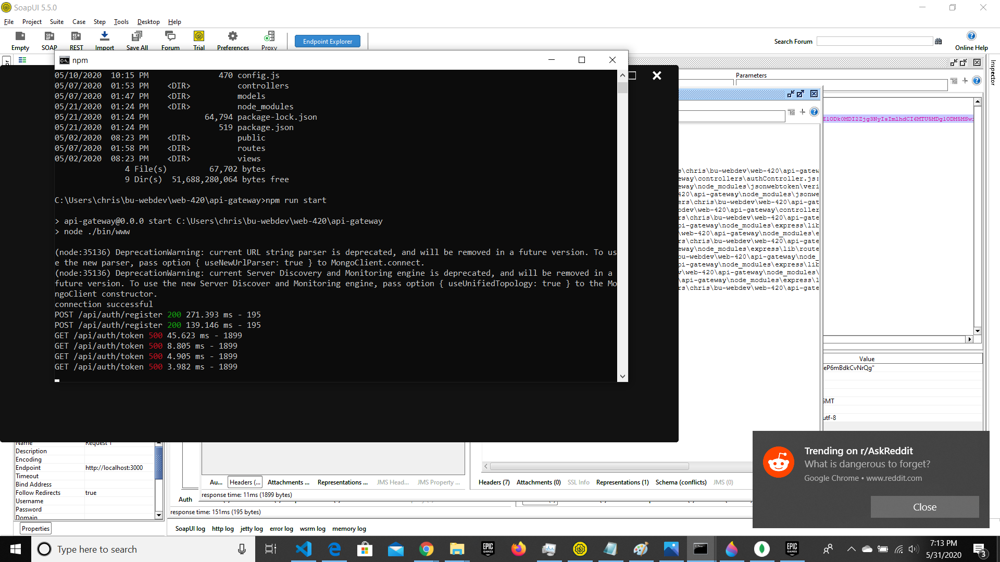 SoapUI 5.5.0
File Project Suite Case Step Tools Desktop Help
Empty SOAP REST Import Save All Forum Trial Preferences Proxy
Endpoint Explorer
Search Forum
Online Help
npm
05/10/2020 10:15 PM 470 config.js
05/07/2020 01:53 PM <DIR> controllers
05/07/2020 01:47 PM <DIR> models
05/21/2020 01:24 PM <DIR> node_modules
05/21/2020 01:24 PM 64,794 package-lock.json
05/21/2020 01:24 PM 519 package.json
05/02/2020 08:23 PM <DIR> public
05/07/2020 01:58 PM <DIR> routes
05/02/2020 08:23 PM <DIR> views
4 File(s) 67,702 bytes
9 Dir(s) 51,688,280,064 bytes free
C:\Users\chris\bu-webdev\web-420\api-gateway>npm run start
> api-gateway@0.0.0 start C:\Users\chris\bu-webdev\web-420\api-gateway
> node ./bin/www
(node:35136) DeprecationWarning: current URL string parser is deprecated, and will be removed in a future version. To us
e the new parser, pass option { useNewUrlParser: true } to MongoClient.connect.
(node:35136) DeprecationWarning: current Server Discovery and Monitoring engine is deprecated, and will be removed in a
future version. To use the new Server Discover and Monitoring engine, pass option { useUnifiedTopology: true } to the Mo
ngoClient constructor.
connection successful
POST /api/auth/register 200 271.393 ms - 195
POST /api/auth/register 200 139.146 ms - 195
GET /api/auth/token 500 45.623 ms - 1899
GET /api/auth/token 500 8.805 ms - 1899
GET /api/auth/token 500 4.905 ms - 1899
GET /api/auth/token 500 3.982 ms - 1899
Parameters
Inspector
s\chris\bu-webdev\web-420\api-gatew
way\controllers\authController.js:
way\node_modules\jsonwebtoken\veri
420\api-gateway\node_modules\jsonwe
ers\chris\bu-webdev\web-420\api-gat
bdev\web-420\api-gateway\controller
rs\chris\bu-webdev\web-420\api-gate
pi-gateway\node_modules\express\lib
web-420\api-gateway\node_modules\e
rs\chris\bu-webdev\web-420\api-gate
way\node_modules\express\lib\route
bu-webdev\web-420\api-gateway\node_
pi-gateway\node_modules\express\lib
v\web-420\api-gateway\node_modules\
api-gateway\node_modules\express\l
rs\chris\bu-webdev\web-420\api-gate
ElODk0MDI2Zjg3NyIsImlhdCI6MTU5MDglODM5MSw:
Value
eP6mBdkCvNrQg"
GMT
utf-8
Name Request 1
Description
Encoding
Endpoint http://localhost:3000
Timeout
Bind Address
Follow Redirects true
Username
Password
Domain
Properties
Au... Headers (... Attachments ... Representations ... JMS Head... JMS Property ...
response time: 11ms (1899 bytes)
Auth
response time: 151ms (195 bytes)
Headers (7) Attachments (0) SSL Info Representations (1) Schema (conflicts) JMS (0)
SoapUI log http log jetty log error log wsrm log memory log
Trending on r/AskReddit
What is dangerous to forget?
Google Chrome • www.reddit.com
Close
Type here to search
EPIC GAMES
EPIC GAMES
7:13 PM
5/31/2020
3